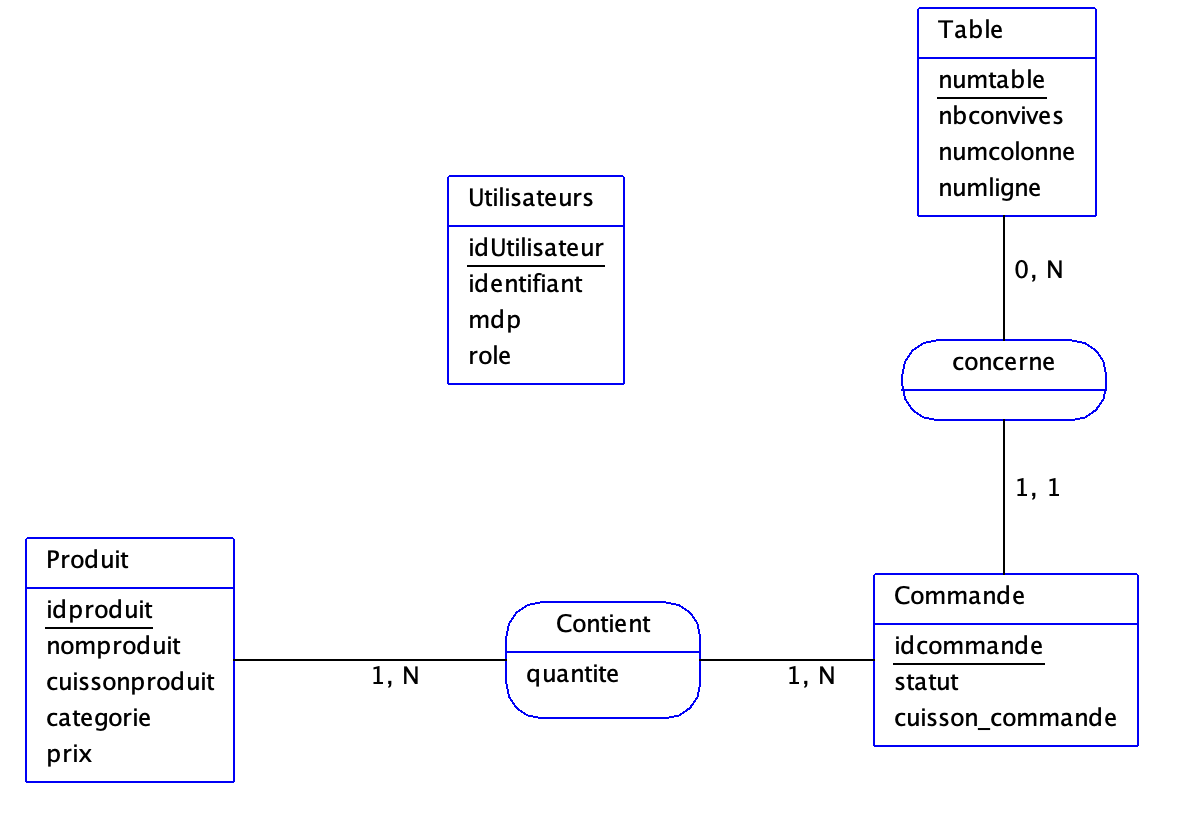 Table
numtable
nbconvives
numcolonne
numligne
0, N
Utilisateurs
idUtilisateur
identifiant
mdp
role
concerne
1, 1
Produit
idproduit
nomproduit
cuissonproduit
categorie
prix
1, N
Contient
quantite
1, N
Commande
idcommande
statut
cuisson_commande